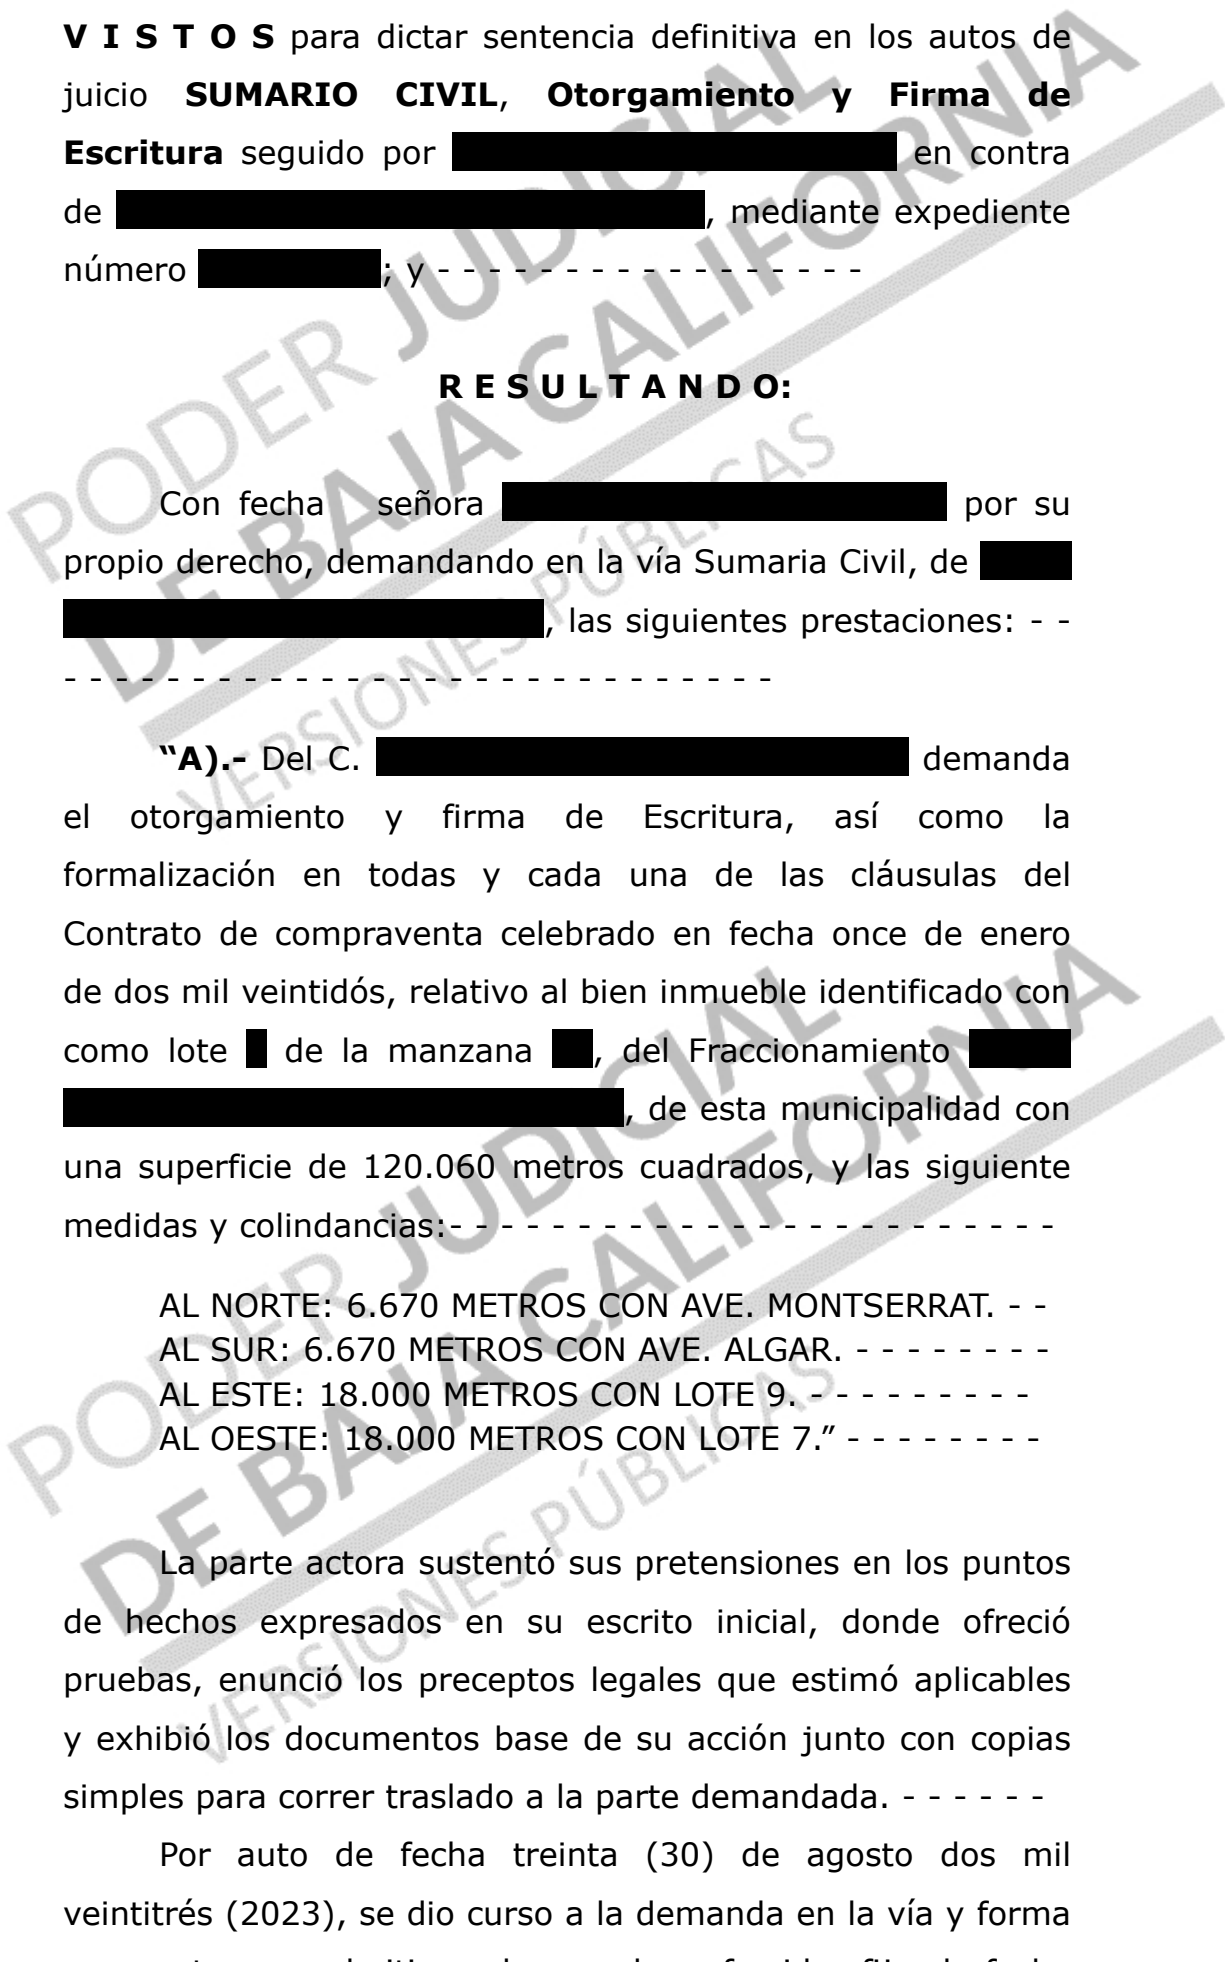 V I S T O S para dictar sentencia definitiva en los autos de
juicio SUMARIO CIVIL, Otorgamiento y Firma de
Escritura seguido por en contra
de , mediante expediente
número ; y - - - - - - - - - - - - - - - - -
R E S U L T A N D O:
Con fecha señora por su
propio derecho, demandando en la vía Sumaria Civil, de
, las siguientes prestaciones: - -
- - - - - - - - - - - - - - - - - - - - - - - - - - - -
“A).- Del C. demanda
el otorgamiento y firma de Escritura, así como la
formalización en todas y cada una de las cláusulas del
Contrato de compraventa celebrado en fecha once de enero
de dos mil veintidós, relativo al bien inmueble identificado con
como lote de la manzana , del Fraccionamiento
, de esta municipalidad con
una superficie de 120.060 metros cuadrados, y las siguiente
medidas y colindancias:- - - - - - - - - - - - - - - - - - - - - - - -
AL NORTE: 6.670 METROS CON AVE. MONTSERRAT. - -
AL SUR: 6.670 METROS CON AVE. ALGAR. - - - - - - - -
AL ESTE: 18.000 METROS CON LOTE 9. - - - - - - - - -
AL OESTE: 18.000 METROS CON LOTE 7.” - - - - - - - -
La parte actora sustentó sus pretensiones en los puntos
de hechos expresados en su escrito inicial, donde ofreció
pruebas, enunció los preceptos legales que estimó aplicables
y exhibió los documentos base de su acción junto con copias
simples para correr traslado a la parte demandada. - - - - - -
Por auto de fecha treinta (30) de agosto dos mil
veintitrés (2023), se dio curso a la demanda en la vía y forma
PODER JUDICIAL
DE BAJA CALIFORNIA
VERSIONES PÚBLICAS
PODER JUDICIAL
DE BAJA CALIFORNIA
VERSIONES PÚBLICAS